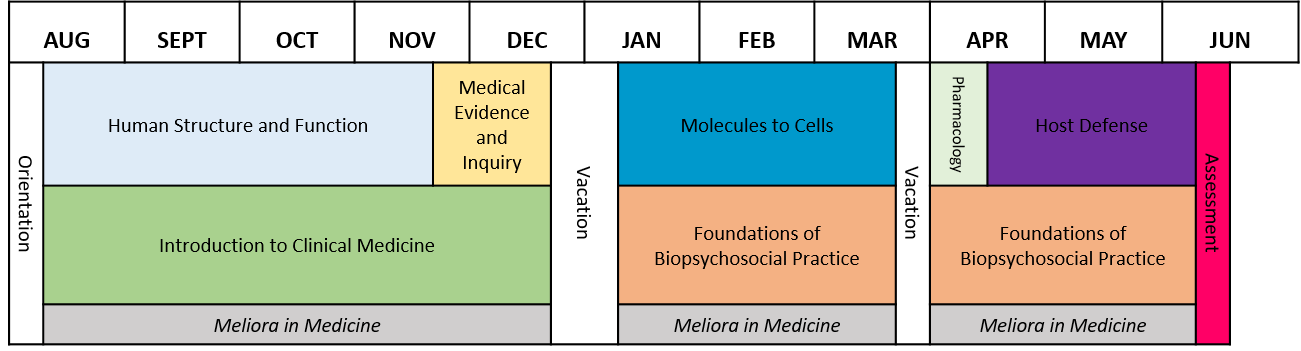 AUG SEPT OCT NOV DEC JAN FEB MAR APR MAY JUN
Orientation
Human Structure and Function
Medical
Evidence
and
Inquiry
Introduction to Clinical Medicine
Meliora in Medicine
Vacation
Molecules to Cells
Foundations of
Biopsychosocial Practice
Meliora in Medicine
Vacation
Pharmacology
Host Defense
Foundations of
Biopsychosocial Practice
Meliora in Medicine
Assessment